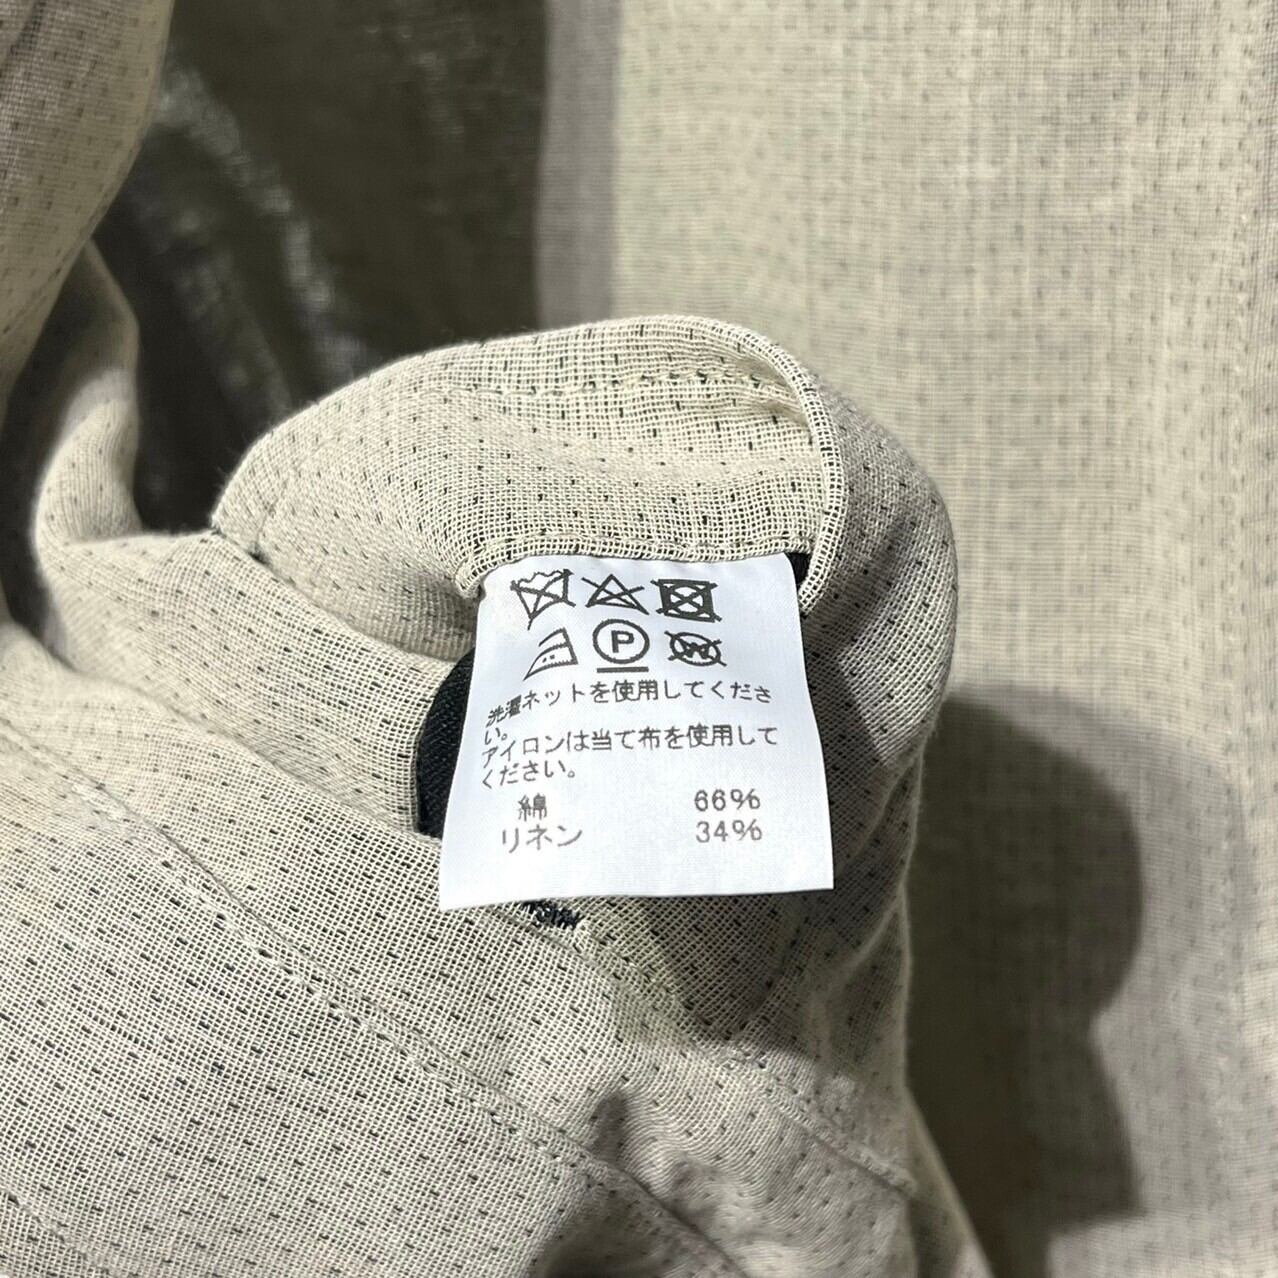 P
W
洗濯ネットを使用してくださ
い。
アイロンは当て布を使用して
ください。
綿 66%
リネン 34%